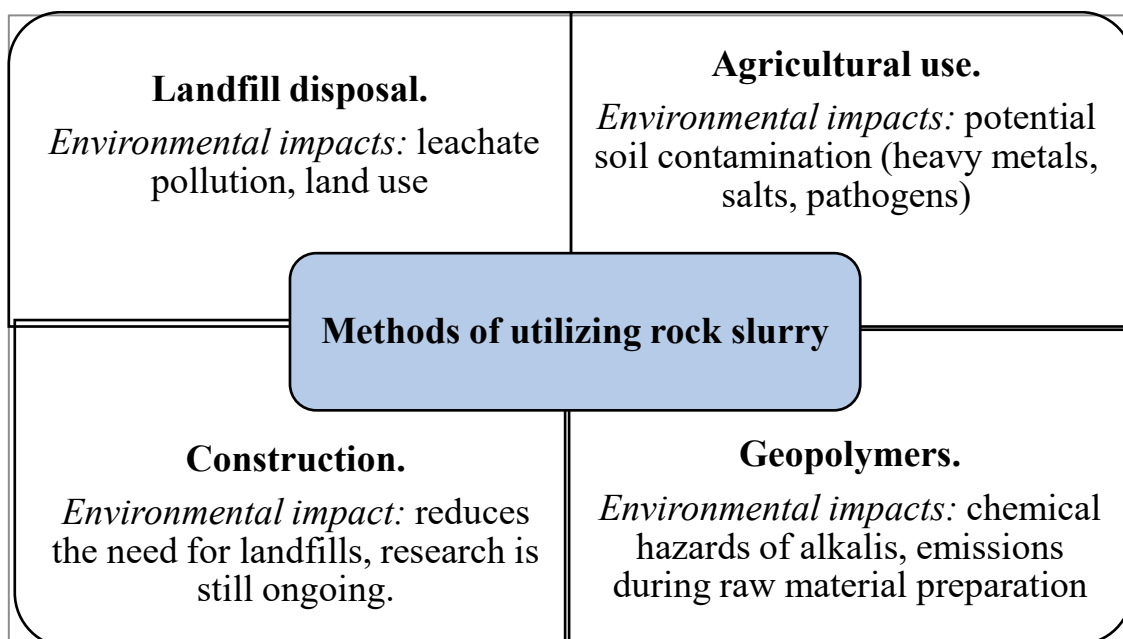 Landfill disposal.
Environmental impacts: leachate
pollution, land use
Agricultural use.
Environmental impacts: potential
soil contamination (heavy metals,
salts, pathogens)
Methods of utilizing rock slurry
Construction.
Environmental impact: reduces
the need for landfills, research is
still ongoing.
Geopolymers.
Environmental impacts: chemical
hazards of alkalis, emissions
during raw material preparation